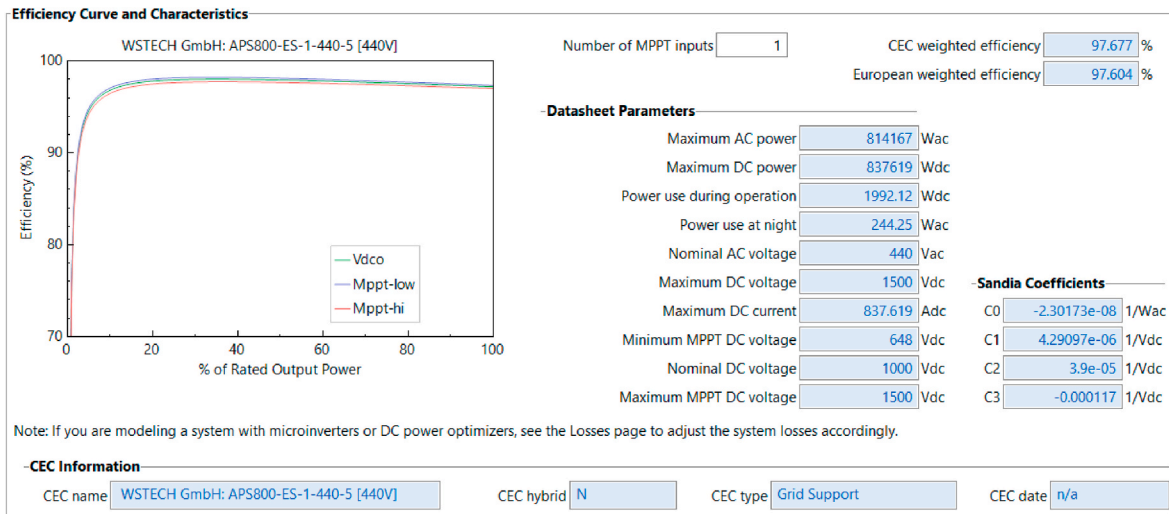 Efficiency Curve and Characteristics
WSTECH GmbH: APS800-ES-1-440-5 [440V]
100
90
80
70
Efficiency (%)
0 20 40 60 80 100
% of Rated Output Power
Vdco
Mppt-low
Mppt-hi
Number of MPPT inputs 1
CEC weighted efficiency 97.677 %
European weighted efficiency 97.604 %
Datasheet Parameters
Maximum AC power 814167 Wac
Maximum DC power 837619 Wdc
Power use during operation 1992.12 Wdc
Power use at night 244.25 Wac
Nominal AC voltage 440 Vac
Maximum DC voltage 1500 Vdc
Maximum DC current 837.619 Adc
Minimum MPPT DC voltage 648 Vdc
Nominal DC voltage 1000 Vdc
Maximum MPPT DC voltage 1500 Vdc
Sandia Coefficients
C0 -2.30173e-08 1/Wac
C1 4.29097e-06 1/Vdc
C2 3.9e-05 1/Vdc
C3 -0.000117 1/Vdc
Note: If you are modeling a system with microinverters or DC power optimizers, see the Losses page to adjust the system losses accordingly.
CEC Information
CEC name WSTECH GmbH: APS800-ES-1-440-5 [440V] CEC hybrid N CEC type Grid Support CEC date n/a